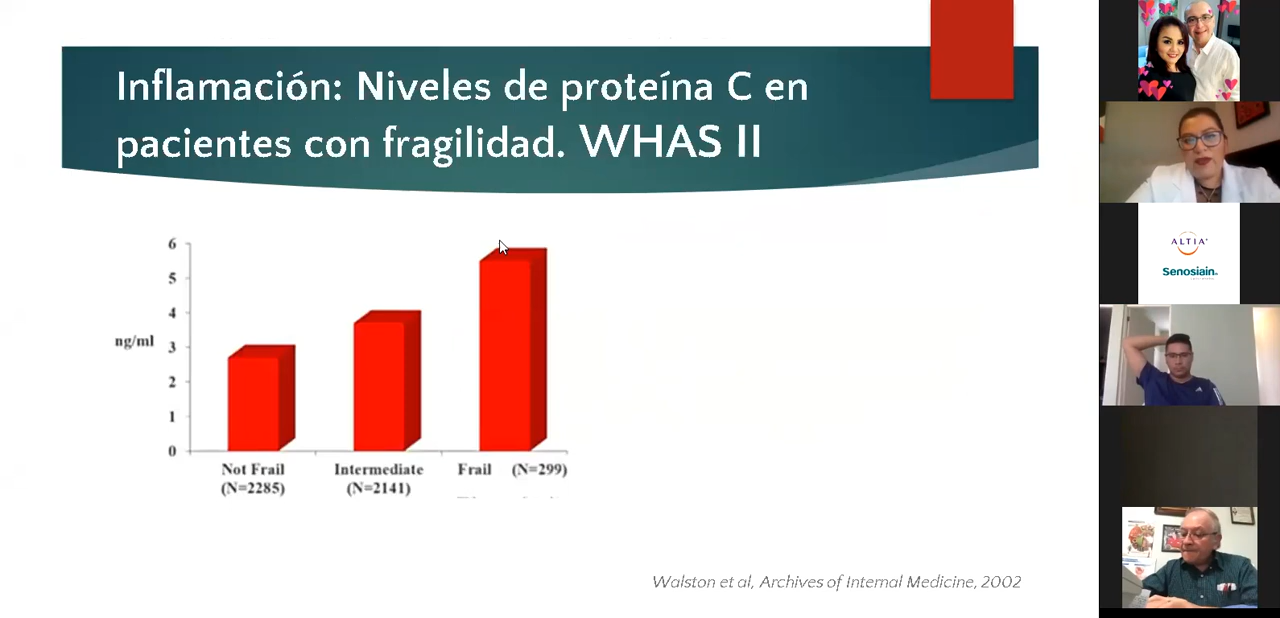 Inflamación: Niveles de proteína C en
pacientes con fragilidad. WHAS II
6
5
4
ng/ml 3
2
1
0
Not Frail Intermediate Frail (N=299)
(N=2285) (N=2141)
Walston et al, Archives of Internal Medicine, 2002
ALTIA
Senosiain